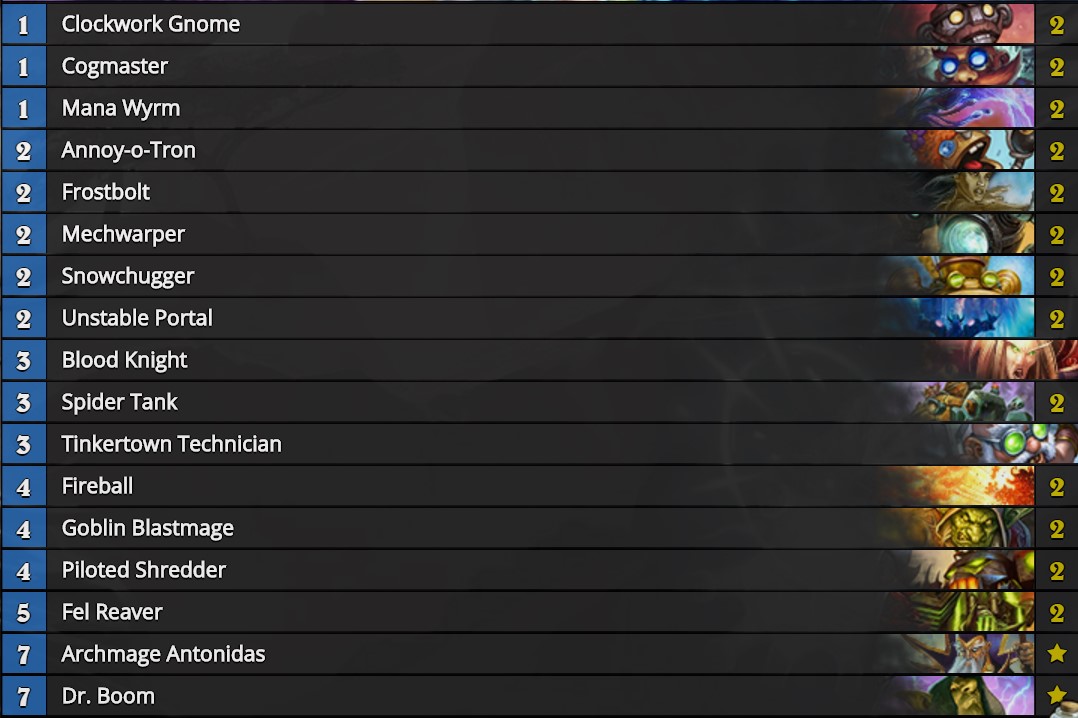 1 Clockwork Gnome 2
1 Cogmaster 2
1 Mana Wyrm 2
2 Annoy-o-Tron 2
2 Frostbolt 2
2 Mechwarper 2
2 Snowchugger 2
2 Unstable Portal 2
3 Blood Knight
3 Spider Tank 2
3 Tinkertown Technician
4 Fireball 2
4 Goblin Blastmage 2
4 Piloted Shredder 2
5 Fel Reaver 2
7 Archmage Antonidas
7 Dr. Boom